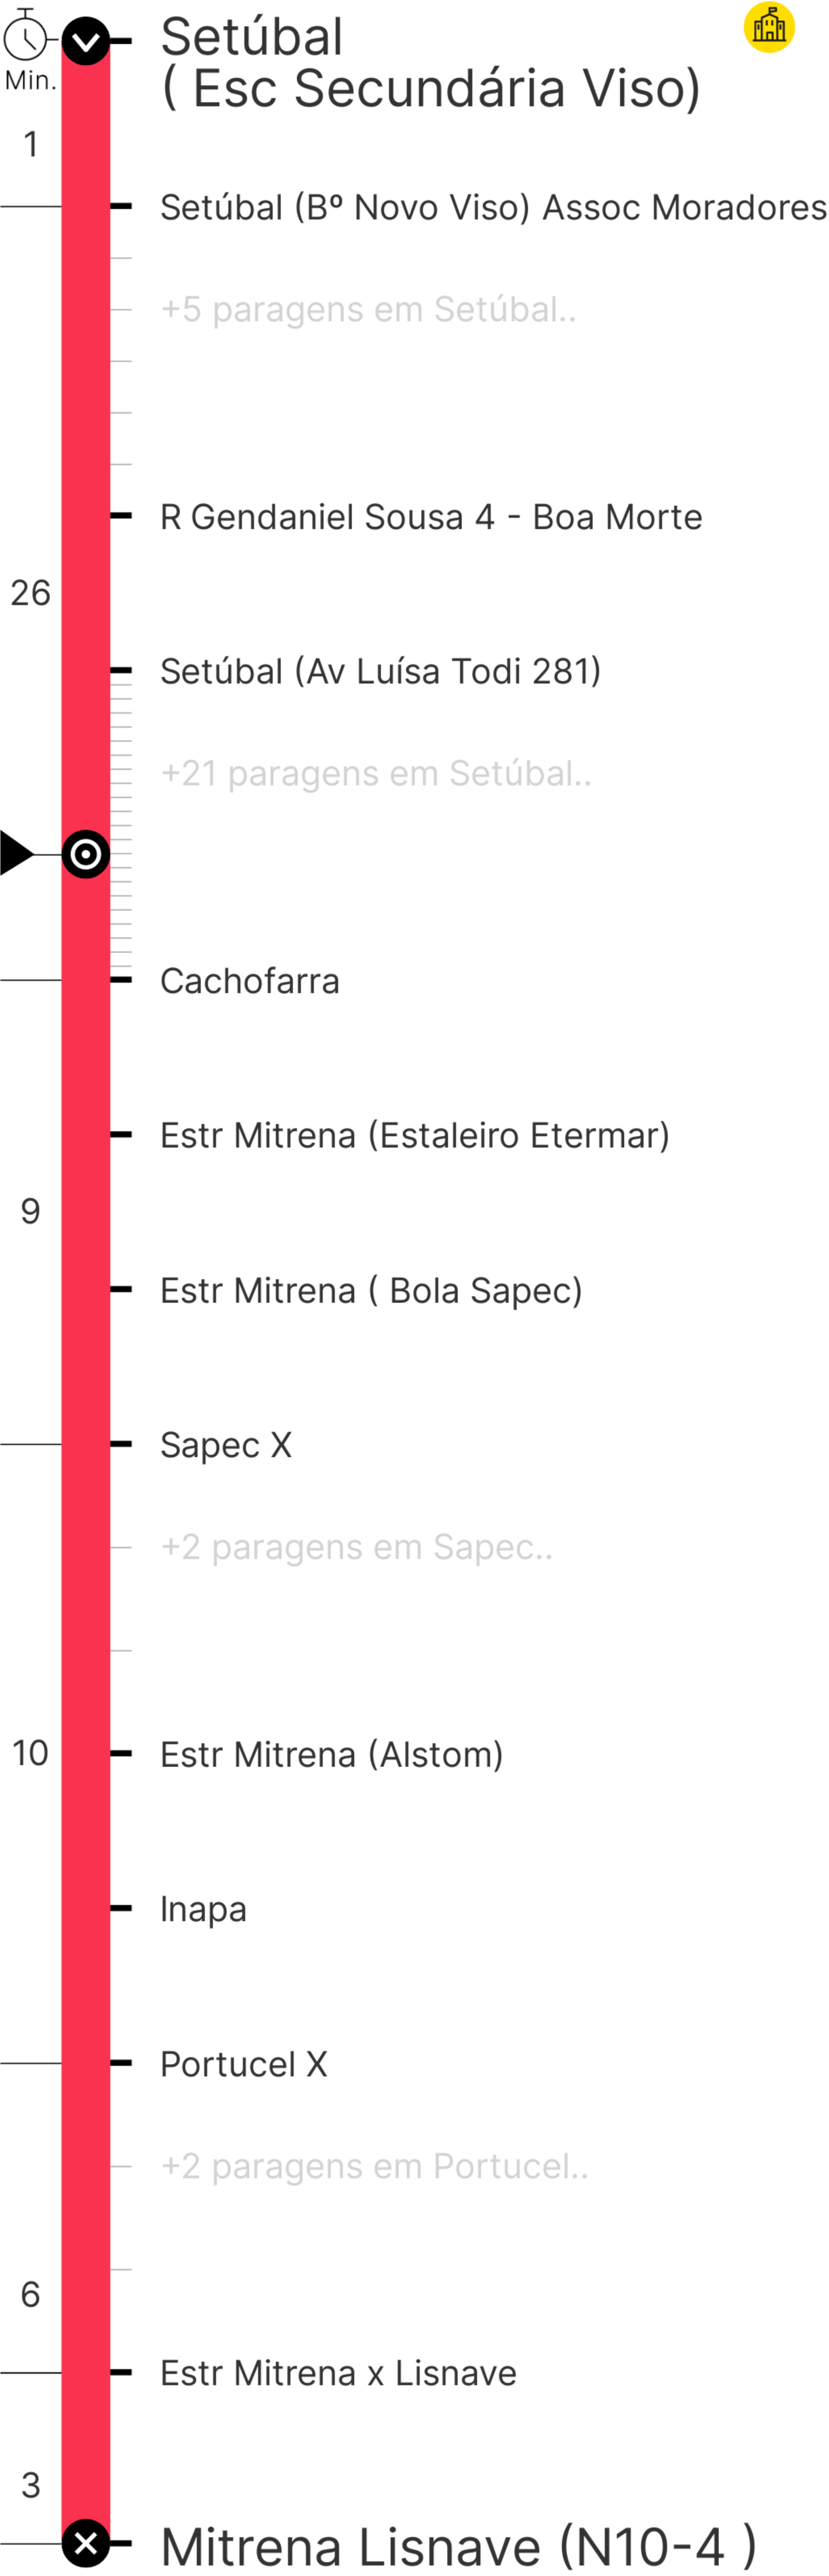 Setúbal
( Esc Secundária Viso)
Min.
1
Setúbal (Bº Novo Viso) Assoc Moradores
+5 paragens em Setúbal..
R Gendaniel Sousa 4 - Boa Morte
26
Setúbal (Av Luísa Todi 281)
+21 paragens em Setúbal..
Cachofarra
Estr Mitrena (Estaleiro Etermar)
9
Estr Mitrena ( Bola Sapec)
Sapec X
+2 paragens em Sapec..
10
Estr Mitrena (Alstom)
Inapa
Portucel X
+2 paragens em Portucel..
6
Estr Mitrena x Lisnave
3
Mitrena Lisnave (N10-4 )